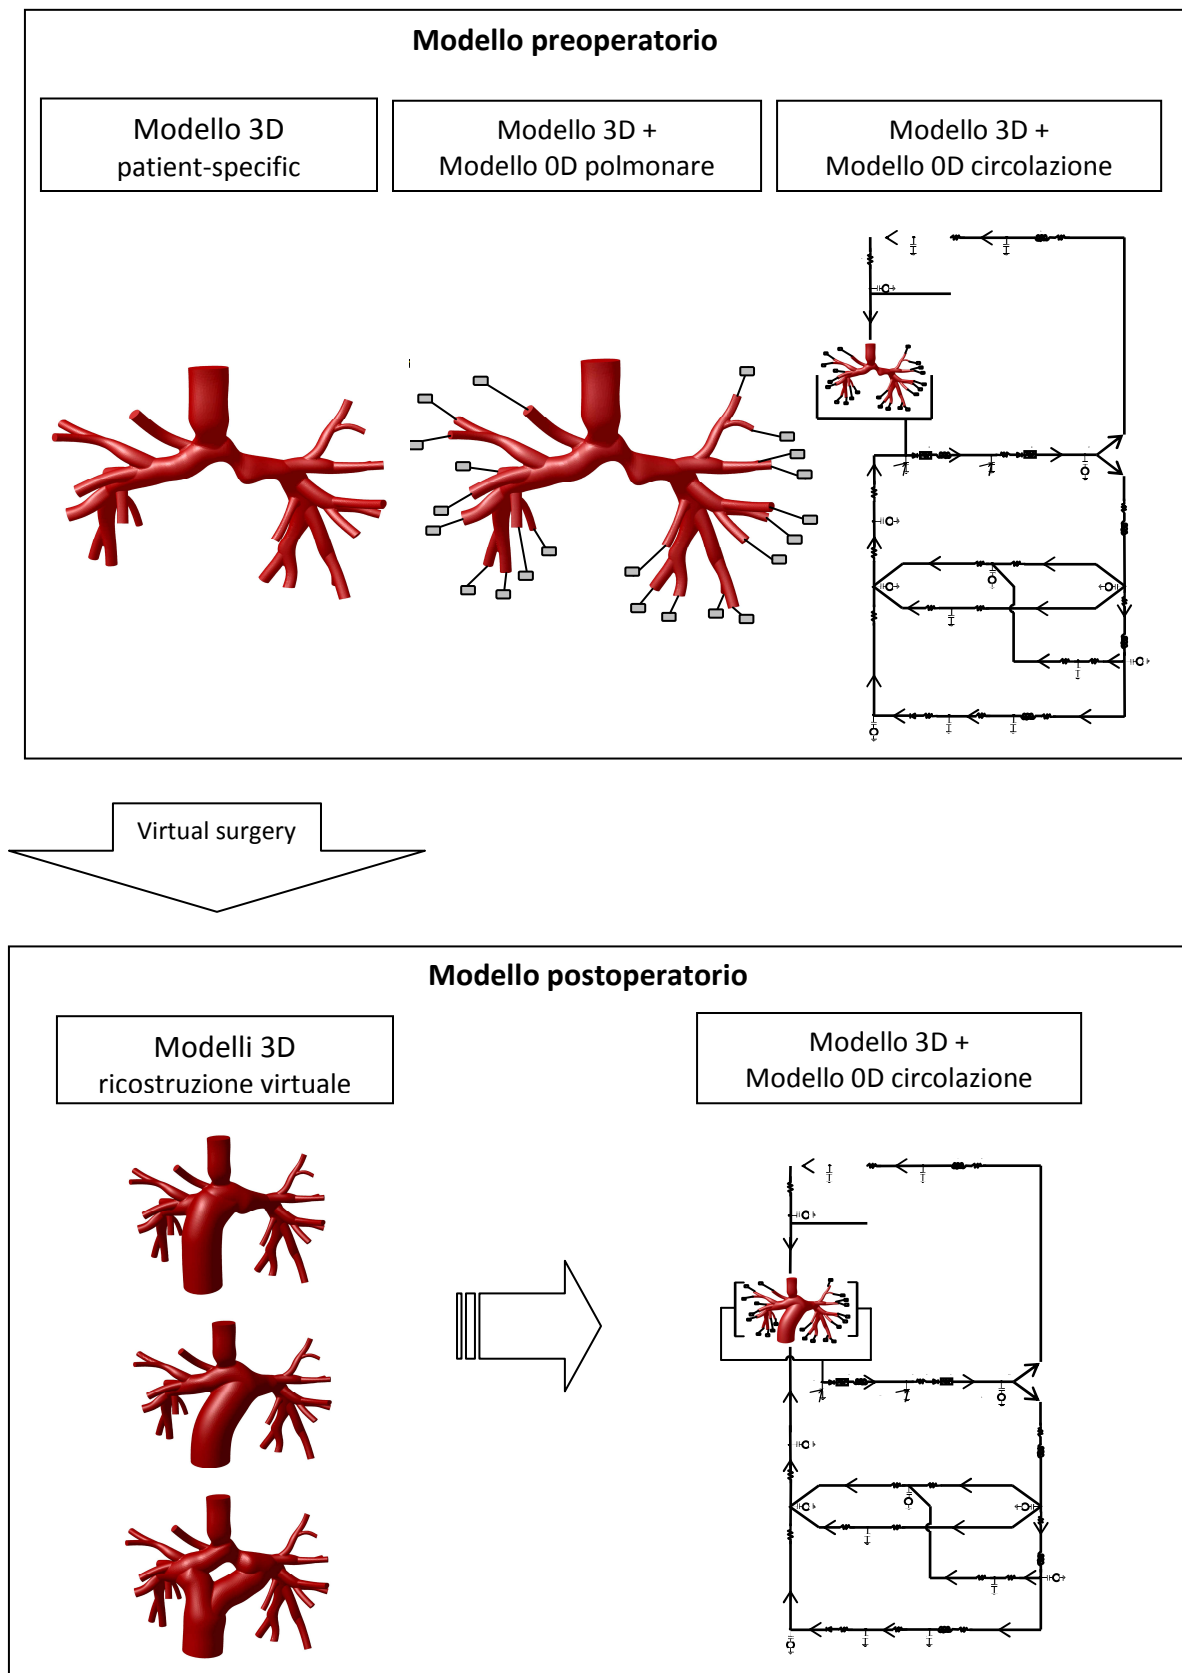 Modello preoperatorio
Modello 3D
patient-specific
Modello 3D +
Modello 0D polmonare
Modello 3D +
Modello 0D circolazione
Virtual surgery
Modello postoperatorio
Modelli 3D
ricostruzione virtuale
Modello 3D +
Modello 0D circolazione